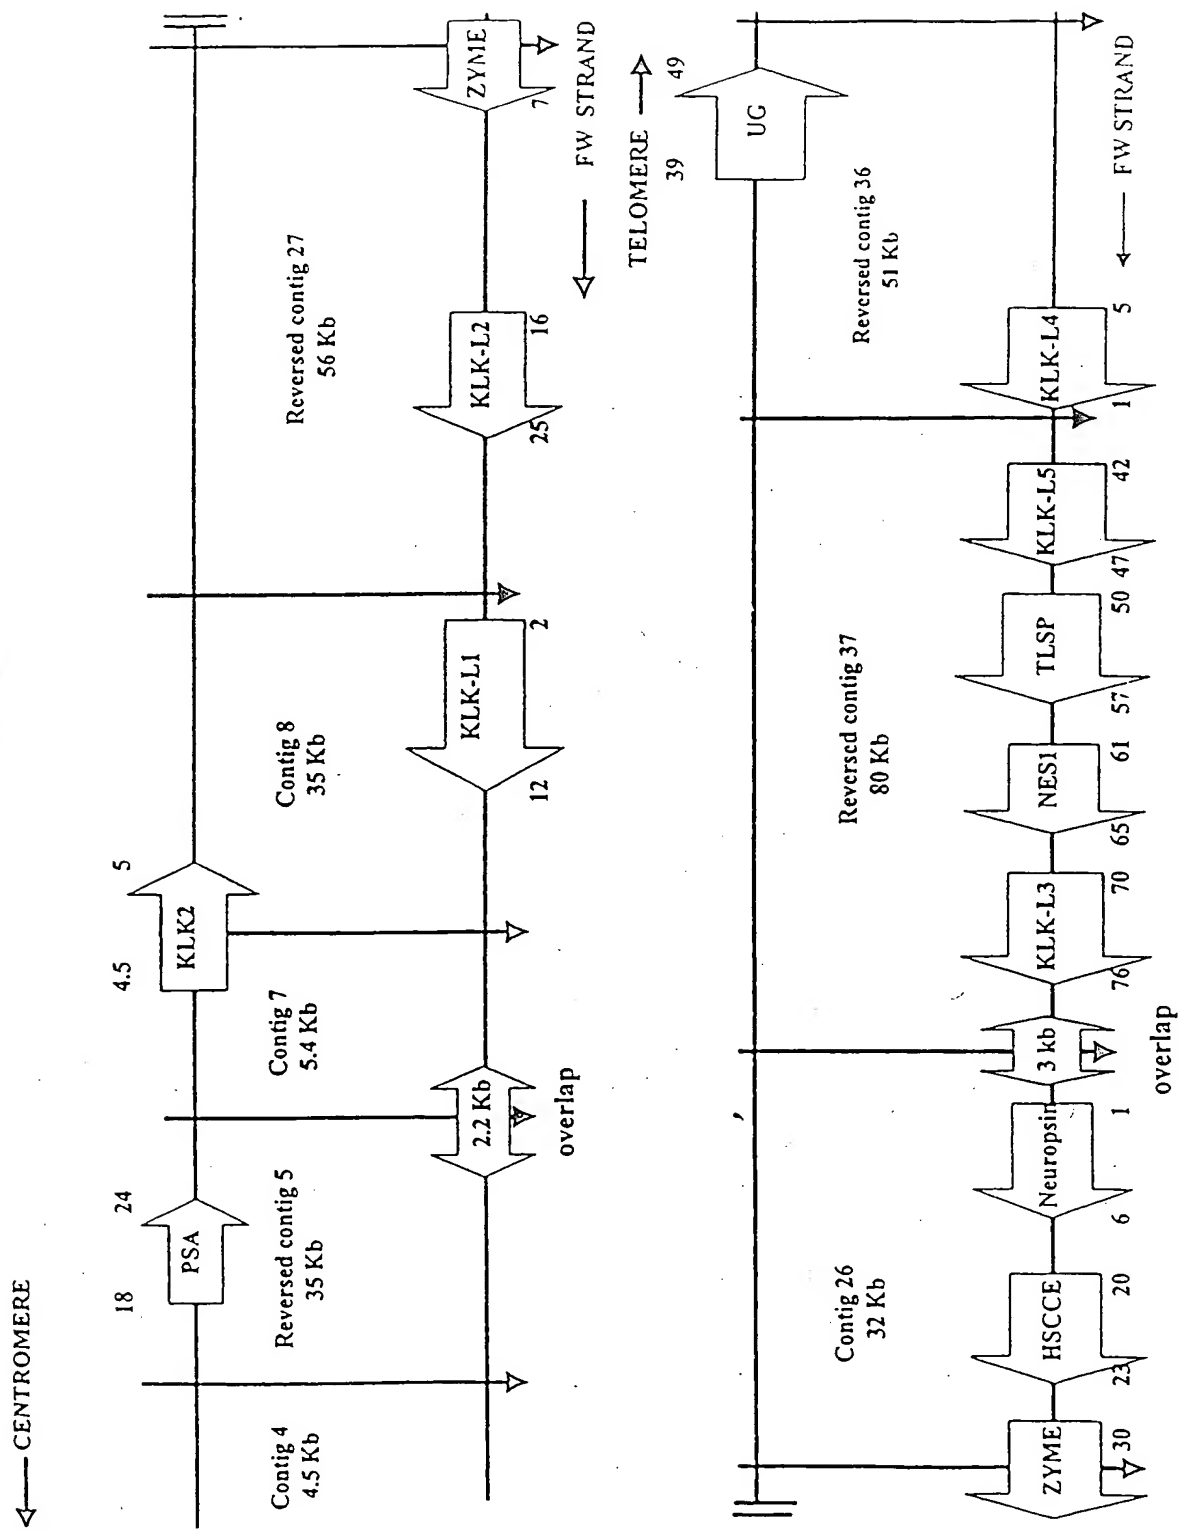 ← CENTROMERE
18
24
4.5
5
PSA
KLK2
Contig 4
4.5 Kb
Reversed contig 5
35 Kb
Contig 7
5.4 Kb
Contig 8
35 Kb
Reversed contig 27
56 Kb
2.2 Kb
KLK-L1
KLK-L2
ZYME
12
2
25
16
7
overlap
← FW STRAND
TELOMERE →
39
49
UG
Contig 26
32 Kb
Reversed contig 37
80 Kb
Reversed contig 36
51 Kb
ZYME
HSCCE
Neuropsin
3 kb
KLK-L3
NES1
TLSP
KLK-L5
KLK-L4
30
23
20
6
1
76
70
65
61
57
50
47
42
1
5
overlap
← FW STRAND